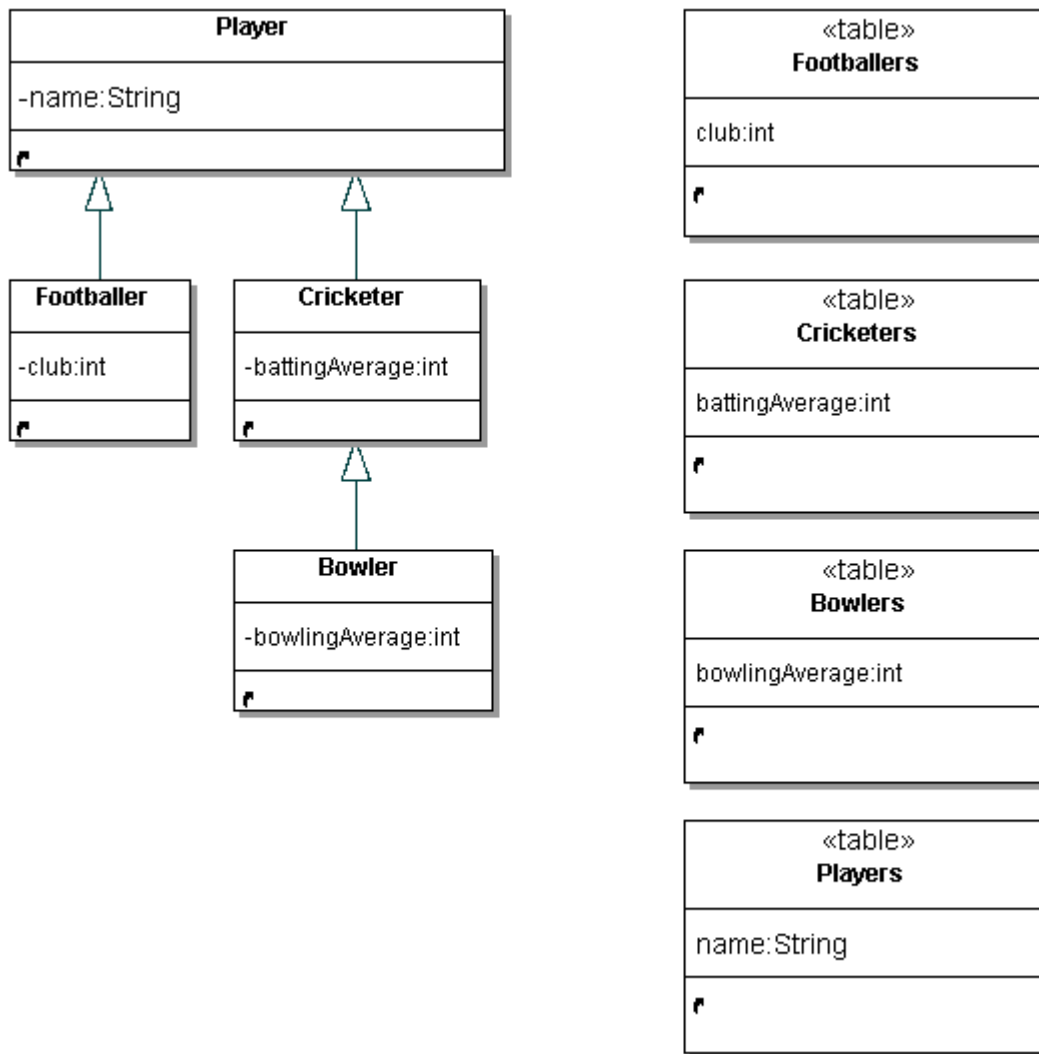 Player
-name:String
Footballer
-club:int
Cricketer
-battingAverage:int
Bowler
-bowlingAverage:int
«table»
Footballers
club:int
«table»
Cricketers
battingAverage:int
«table»
Bowlers
bowlingAverage:int
«table»
Players
name:String